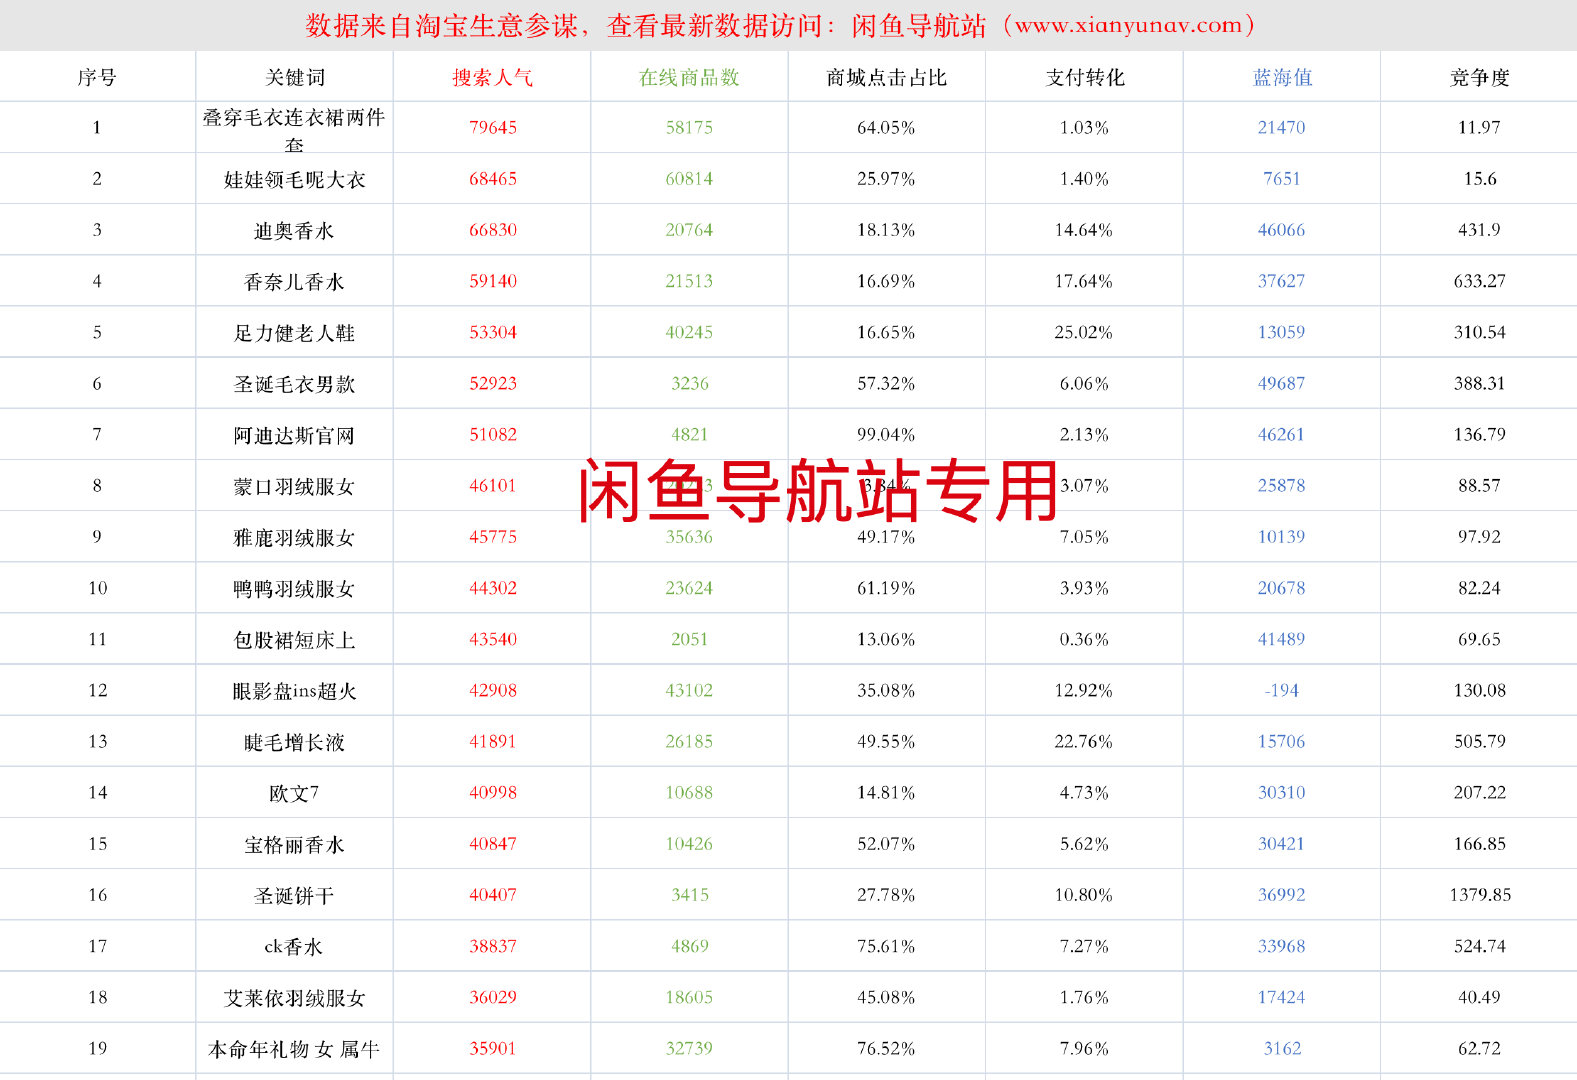 数据来自淘宝生意参谋，查看最新数据访问：闲鱼导航站（www.xianyunav.com）
序号 关键词 搜索人气 在线商品数 商城点击占比 支付转化 蓝海值 竞争度
1 叠穿毛衣连衣裙两件套 79645 58175 64.05% 1.03% 21470 11.97
2 娃娃领毛呢大衣 68465 60814 25.97% 1.40% 7651 15.6
3 迪奥香水 66830 20764 18.13% 14.64% 46066 431.9
4 香奈儿香水 59140 21513 16.69% 17.64% 37627 633.27
5 足力健老人鞋 53304 40245 16.65% 25.02% 13059 310.54
6 圣诞毛衣男款 52923 3236 57.32% 6.06% 49687 388.31
7 阿迪达斯官网 51082 4821 99.04% 2.13% 46261 136.79
8 蒙口羽绒服女 46101 3.07% 25878 88.57
闲鱼导航站专用
9 雅鹿羽绒服女 45775 35636 49.17% 7.05% 10139 97.92
10 鸭鸭羽绒服女 44302 23624 61.19% 3.93% 20678 82.24
11 包股裙短床上 43540 2051 13.06% 0.36% 41489 69.65
12 眼影盘ins超火 42908 43102 35.08% 12.92% -194 130.08
13 睫毛增长液 41891 26185 49.55% 22.76% 15706 505.79
14 欧文7 40998 10688 14.81% 4.73% 30310 207.22
15 宝格丽香水 40847 10426 52.07% 5.62% 30421 166.85
16 圣诞饼干 40407 3415 27.78% 10.80% 36992 1379.85
17 ck香水 38837 4869 75.61% 7.27% 33968 524.74
18 艾莱依羽绒服女 36029 18605 45.08% 1.76% 17424 40.49
19 本命年礼物 女 属牛 35901 32739 76.52% 7.96% 3162 62.72